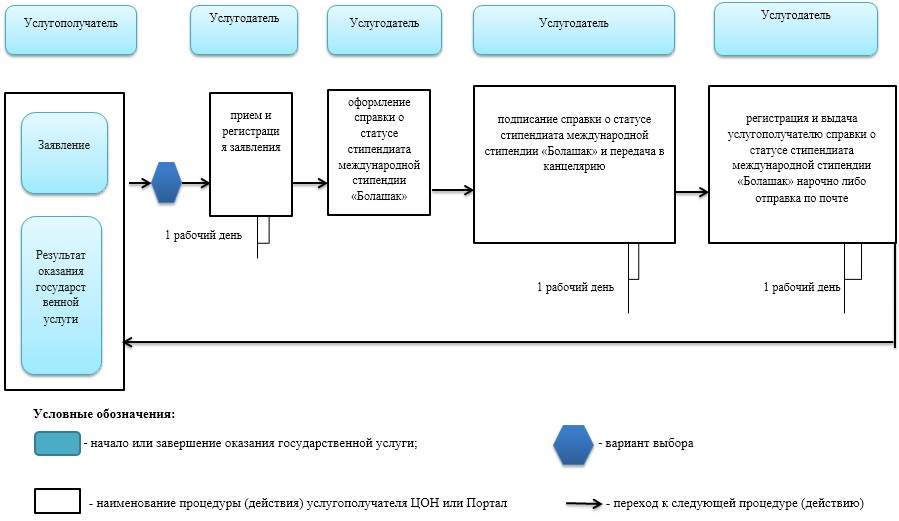 Услугополучатель
Услугодатель
Услугодатель
Услугодатель
Услугодатель
Заявление
Результат
оказания
государст
венной
услуги
прием и
регистраци
я заявления
1 рабочий день
оформление
справки о
статусе
стипендиата
международной
стипендии
«Болашак»
подписание справки о статусе
стипендиата международной
стипендии «Болашак» и передача в
канцелярию
1 рабочий день
регистрация и выдача
услугополучателю справки о
статусе стипендиата
международной стипендии
«Болашак» нарочно либо
отправка по почте
1 рабочий день
Условные обозначения:
- начало или завершение оказания государственной услуги;
- вариант выбора
- наименование процедуры (действия) услугополучателя ЦОН или Портал
- переход к следующей процедуре (действию)